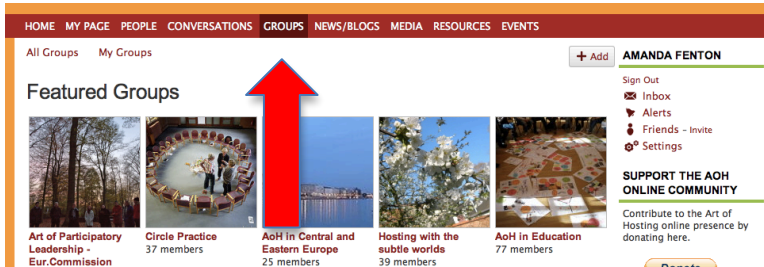 HOME MY PAGE PEOPLE CONVERSATIONS GROUPS NEWS/BLOGS MEDIA RESOURCES EVENTS
All Groups My Groups
+ Add
Featured Groups
Art of Participatory
Leadership -
Eur.Commission
Circle Practice
37 members
AoH in Central and
Eastern Europe
25 members
Hosting with the
subtle worlds
39 members
AoH in Education
77 members
AMANDA FENTON
Sign Out
Inbox
Alerts
Friends - Invite
Settings
SUPPORT THE AOH
ONLINE COMMUNITY
Contribute to the Art of
Hosting online presence by
donating here.
Donate